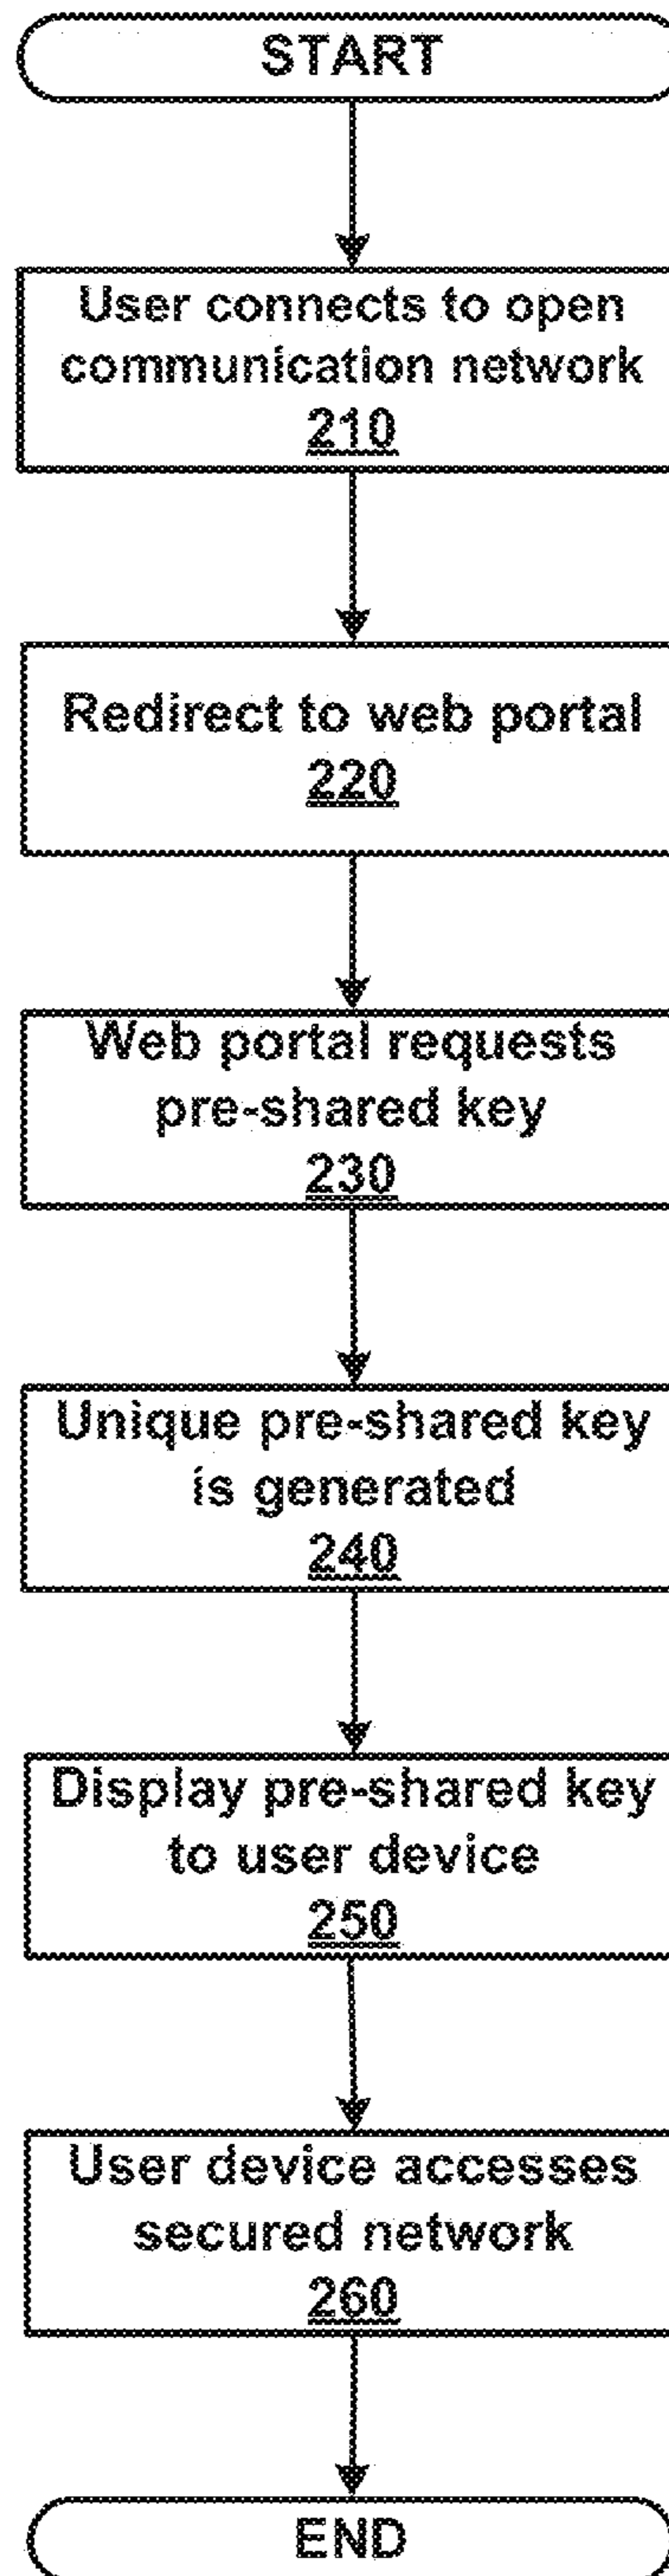 START
User connects to open
communication network
210
Redirect to web portal
220
Web portal requests
pre-shared key
230
Unique pre-shared key
is generated
240
Display pre-shared key
to user device
250
User device accesses
secured network
260
END